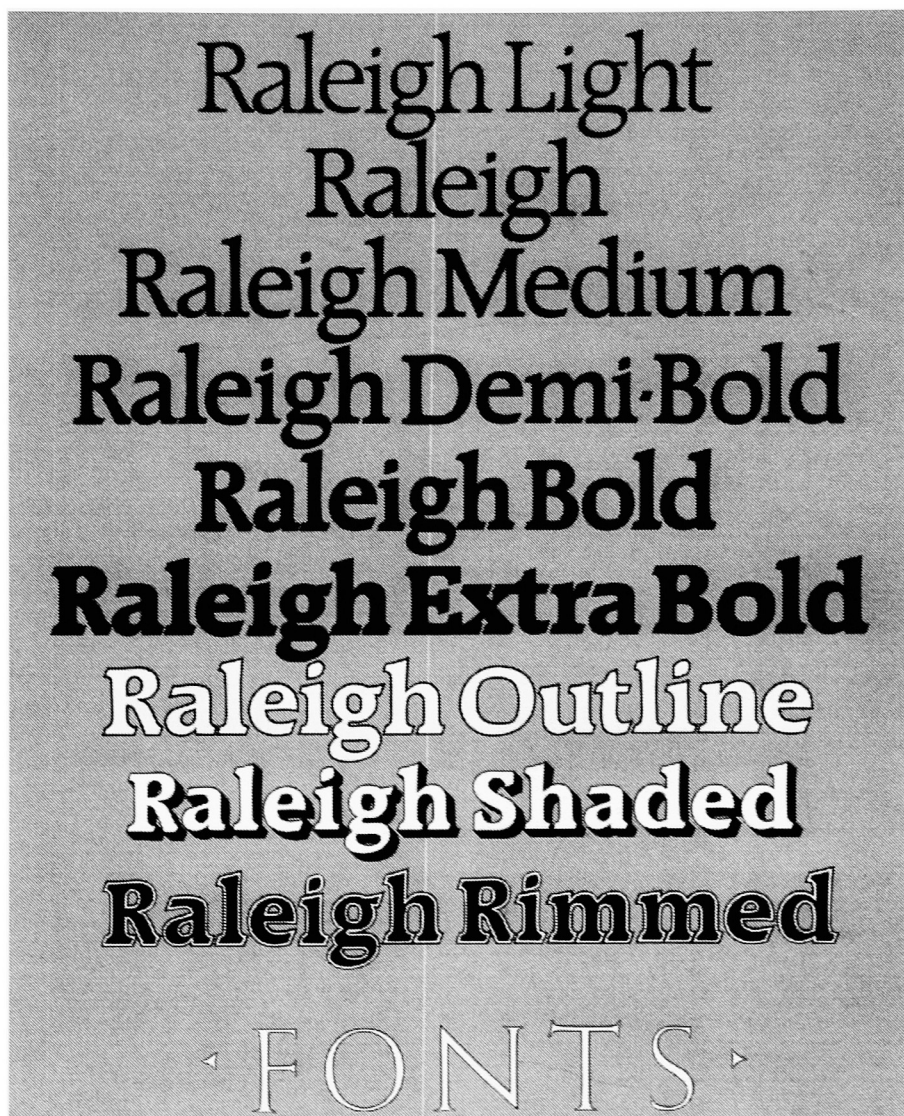 Raleigh Light
Raleigh
Raleigh Medium
Raleigh Demi-Bold
Raleigh Bold
Raleigh Extra Bold
Raleigh Outline
Raleigh Shaded
Raleigh Rimmed
FONTS